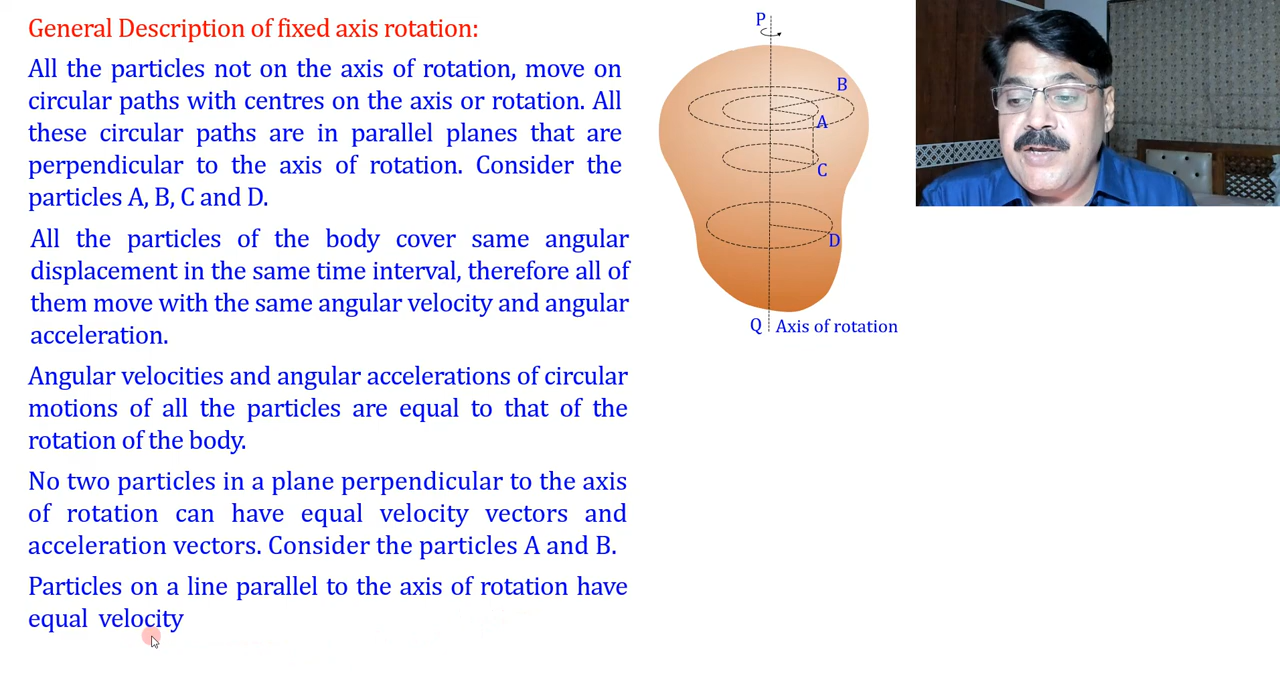 General Description of fixed axis rotation:
All the particles not on the axis of rotation, move on
circular paths with centres on the axis or rotation. All
these circular paths are in parallel planes that are
perpendicular to the axis of rotation. Consider the
particles A, B, C and D.
All the particles of the body cover same angular
displacement in the same time interval, therefore all of
them move with the same angular velocity and angular
acceleration.
Angular velocities and angular accelerations of circular
motions of all the particles are equal to that of the
rotation of the body.
No two particles in a plane perpendicular to the axis
of rotation can have equal velocity vectors and
acceleration vectors. Consider the particles A and B.
Particles on a line parallel to the axis of rotation have
equal velocity
P
B
A
C
D
Q Axis of rotation